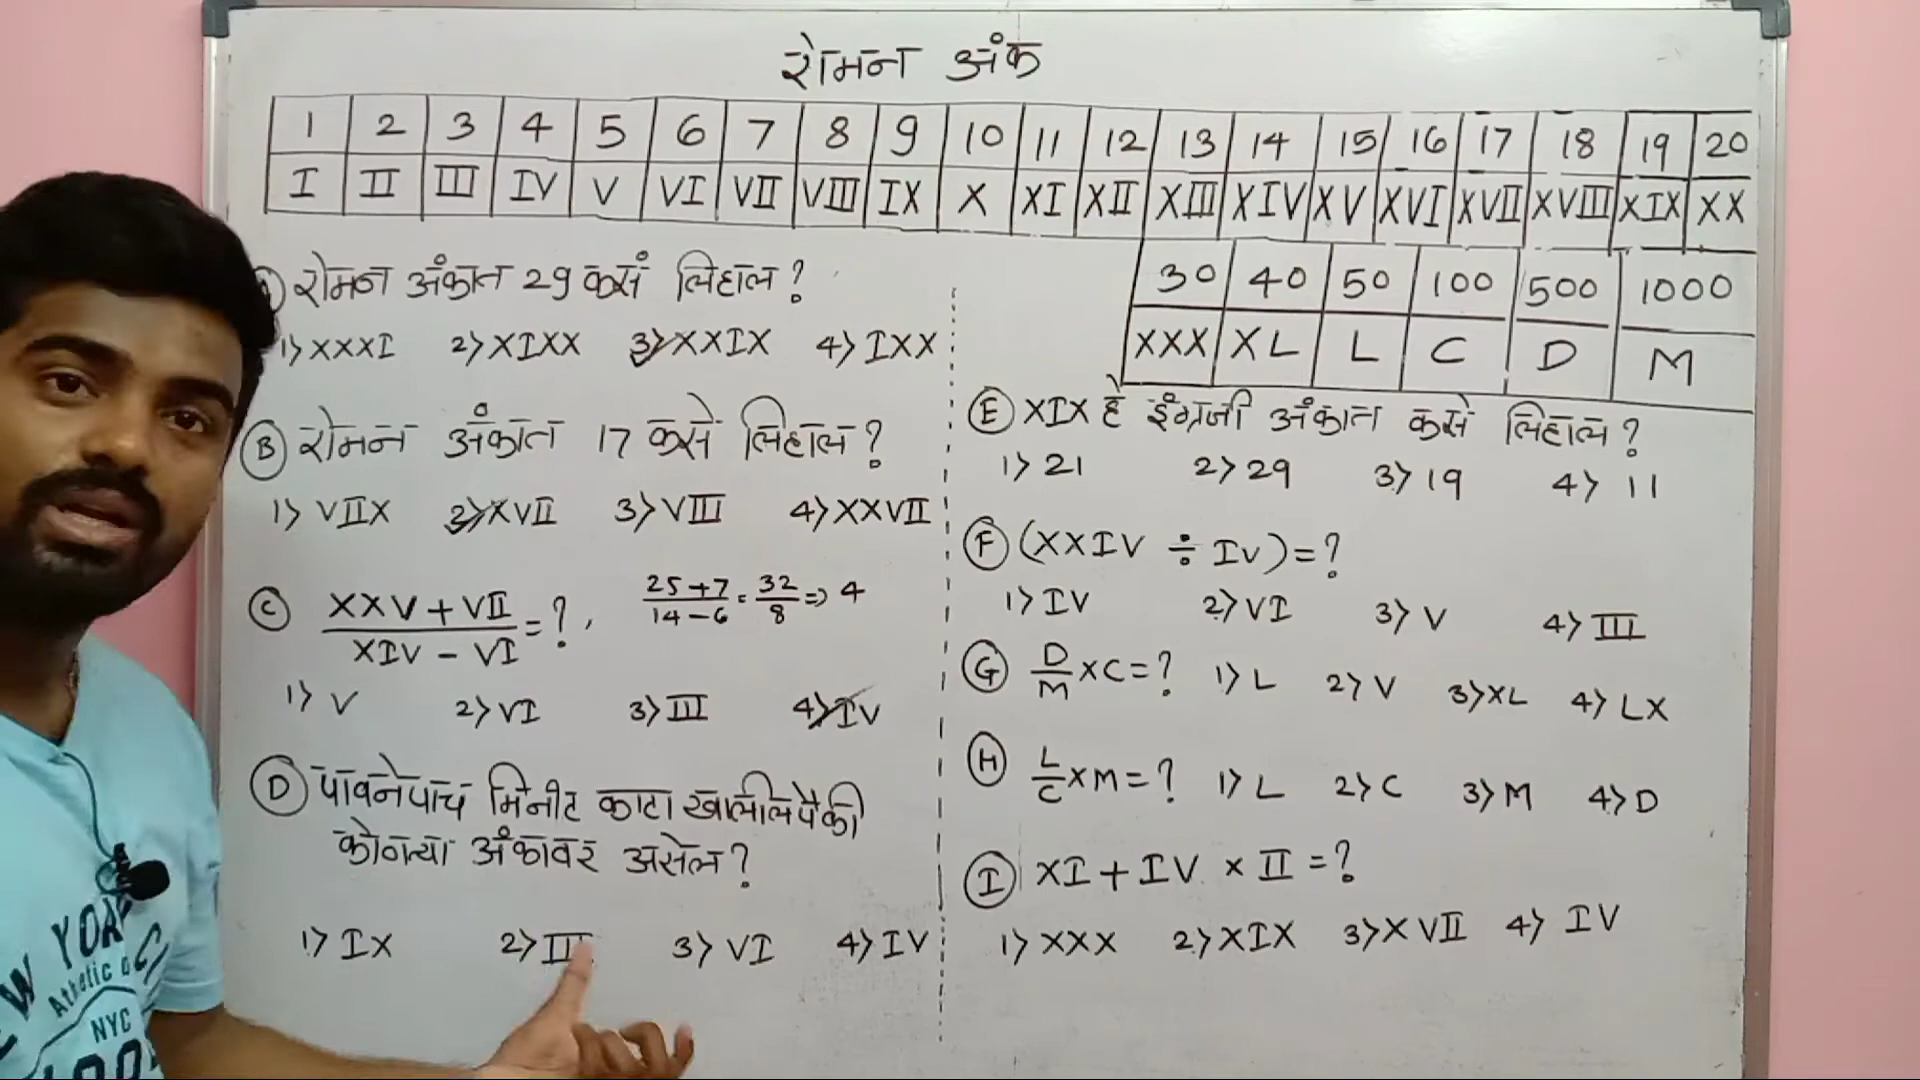 रोमन अंक
1 2 3 4 5 6 7 8 9 10 11 12 13 14 15 16 17 18 19 20
I II III IV V VI VII VIII IX X XI XII XIII XIV XV XVI XVII XVIII XIX XX
30 40 50 100 500 1000
XXX XL L C D M
रोमन अंकात 29 कसं लिहाल?
1) XXXI 2) XIXX 3) XXIX 4) IXX
B रोमन अंकात 17 कसे लिहाल?
1) VIIX 2) XVII 3) VIII 4) XXVII
C XXV + VII / XIV - VI = ? , 25+7 / 14-6 = 32 / 8 => 4
1) V 2) VI 3) III 4) IV
D पावनेपाच मिनीट काटा खालीलपैकी
कोणत्या अंकावर असेल?
1) IX 2) III 3) VI 4) IV
E XIX हे इंग्रजी अंकात कसे लिहाल?
1) 21 2) 29 3) 19 4) 11
F (XXIV ÷ IV) = ?
1) IV 2) VI 3) V 4) III
G D/M × C = ? 1) L 2) V 3) XL 4) LX
H L/C × M = ? 1) L 2) C 3) M 4) D
I XI + IV × II = ?
1) XXX 2) XIX 3) XVII 4) IV
W YORK
Athletic
NYC